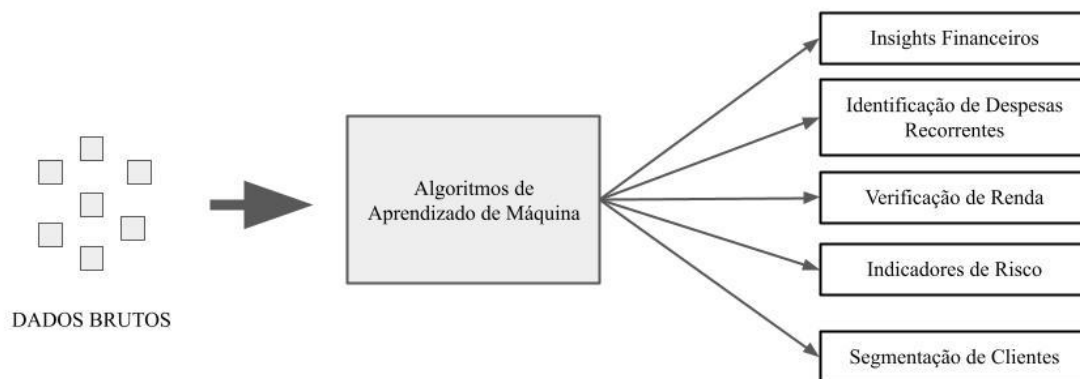 DADOS BRUTOS
Algoritmos de
Aprendizado de Máquina
Insights Financeiros
Identificação de Despesas
Recorrentes
Verificação de Renda
Indicadores de Risco
Segmentação de Clientes